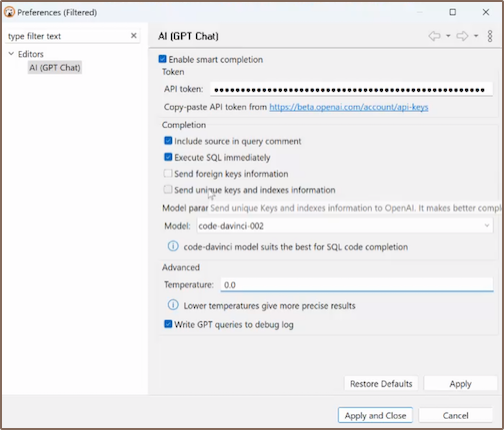 Preferences (Filtered)
type filter text
Editors
AI (GPT Chat)
AI (GPT Chat)
Enable smart completion
Token
API token:
Copy-paste API token from https://beta.openai.com/account/api-keys
Completion
Include source in query comment
Execute SQL immediately
Send foreign keys information
Send unique keys and indexes information
Model parar Send unique Keys and indexes information to OpenAI. It makes better comple
Model: code-davinci-002
code-davinci model suits the best for SQL code completion
Advanced
Temperature: 0.0
Lower temperatures give more precise results
Write GPT queries to debug log
Restore Defaults Apply
Apply and Close Cancel